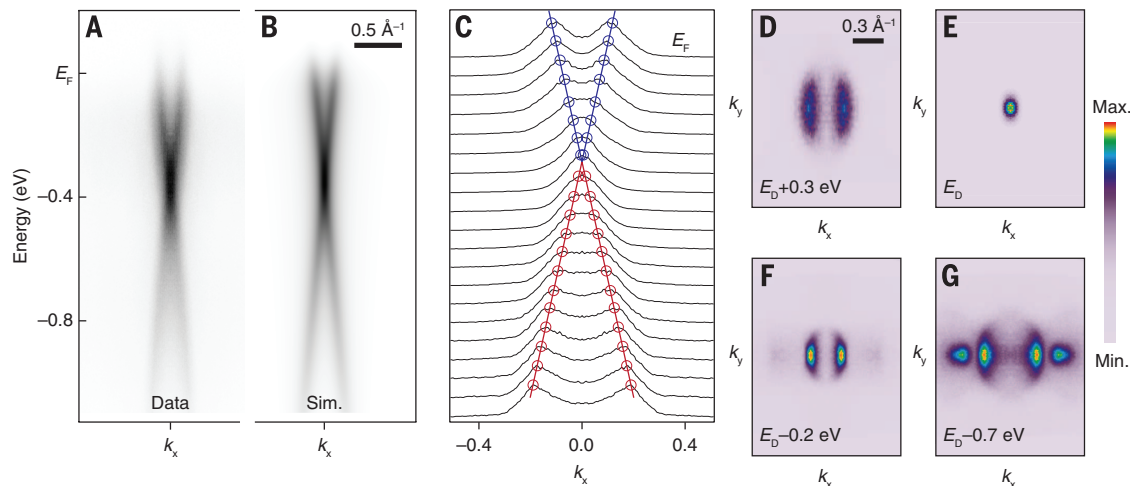 A
B
0.5 Å⁻¹
E_F
Energy (eV)
−0.4
−0.8
Data
Sim.
k_x
k_x
C
E_F
−0.4
0.0
0.4
k_x
D
0.3 Å⁻¹
k_y
E_D+0.3 eV
k_x
E
k_y
E_D
k_x
Max.
Min.
F
k_y
E_D−0.2 eV
k_x
G
k_y
E_D−0.7 eV
k_x